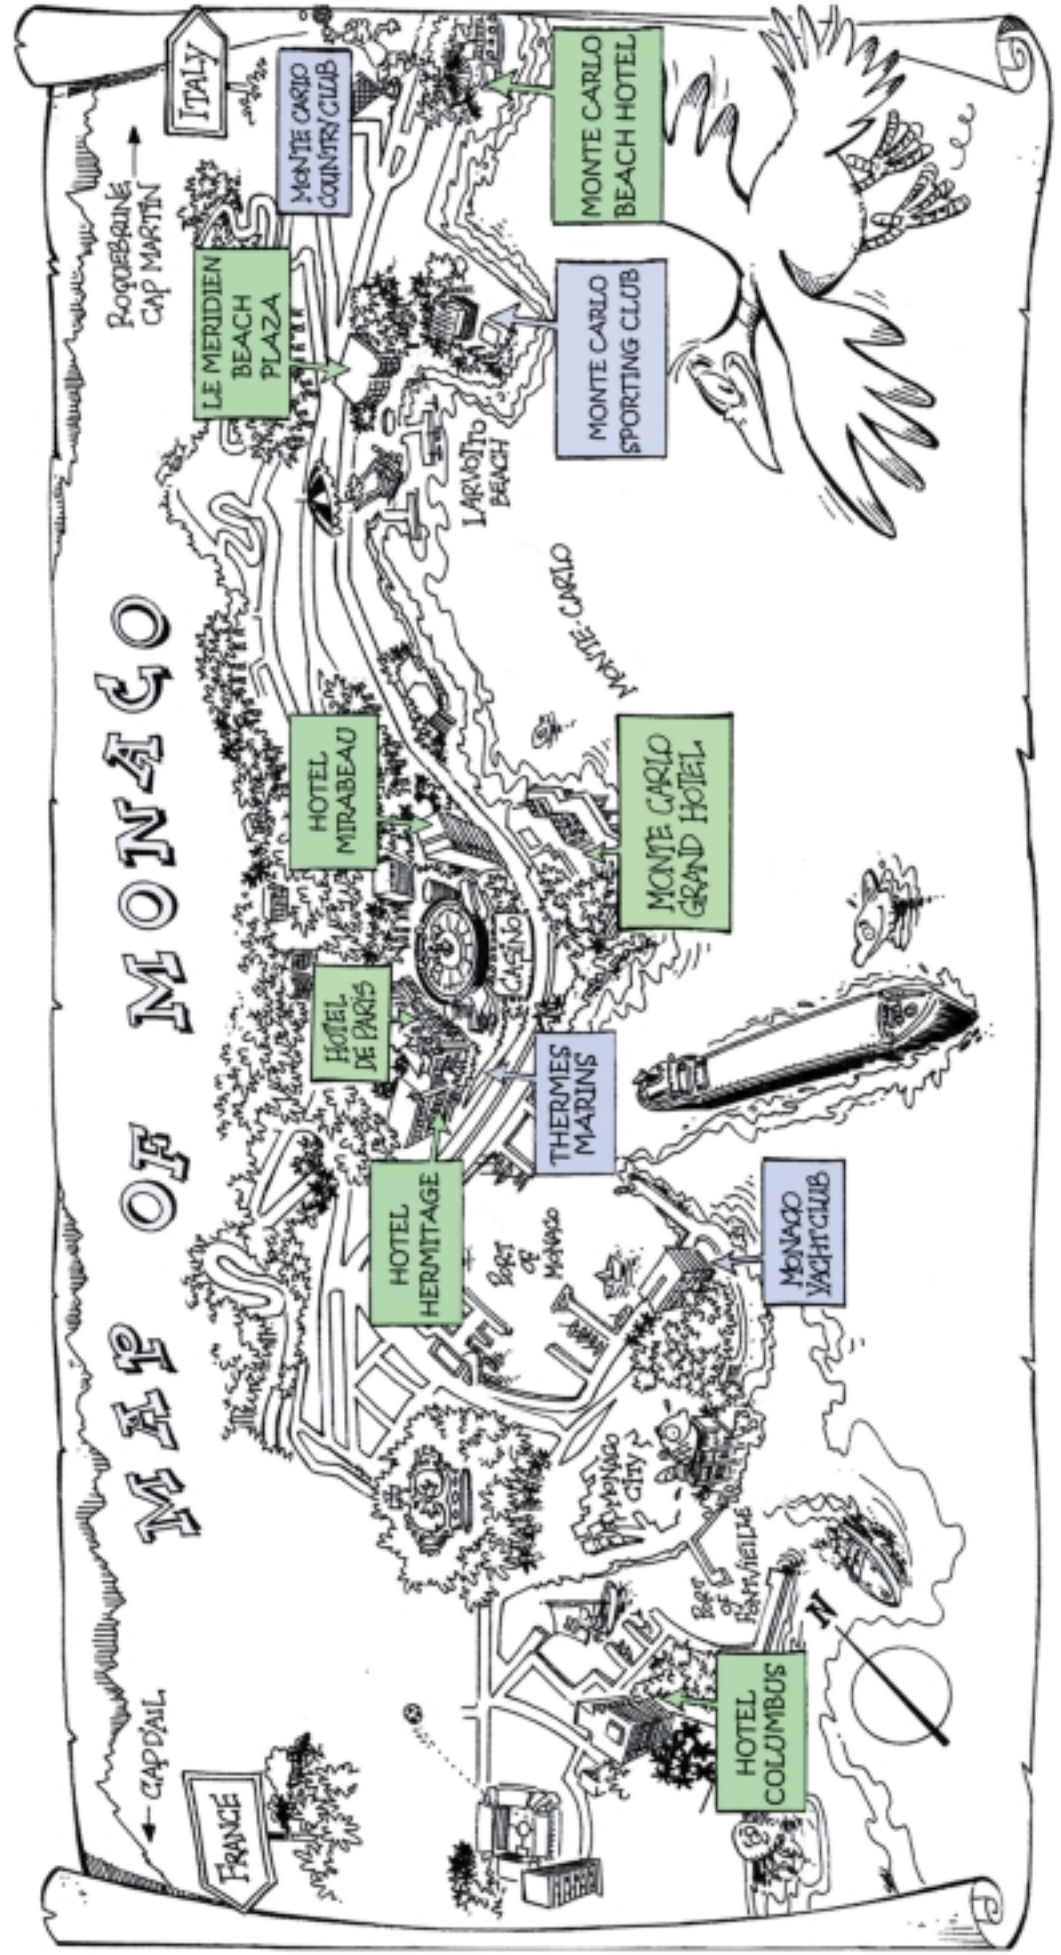 MAP OF MONACO
ROQUEBRUNE
CAP MARTIN
CAP D'AIL
ITALY
FRANCE
LE MERIDIEN
BEACH
PLAZA
MONTE CARLO
COUNTRY CLUB
HOTEL
MIRABEAU
HOTEL
DE PARIS
HOTEL
HERMITAGE
CASINO
LARVOTTO
BEACH
PORT
OF
MONACO
THERMES
MARINS
MONTE-CARLO
MONTE CARLO
BEACH HOTEL
MONTE CARLO
SPORTING CLUB
MONTE CARLO
GRAND HOTEL
MONACO
CITY
PORT
OF
FONTVIEILLE
MONACO
YACHT CLUB
HOTEL
COLUMBUS
N